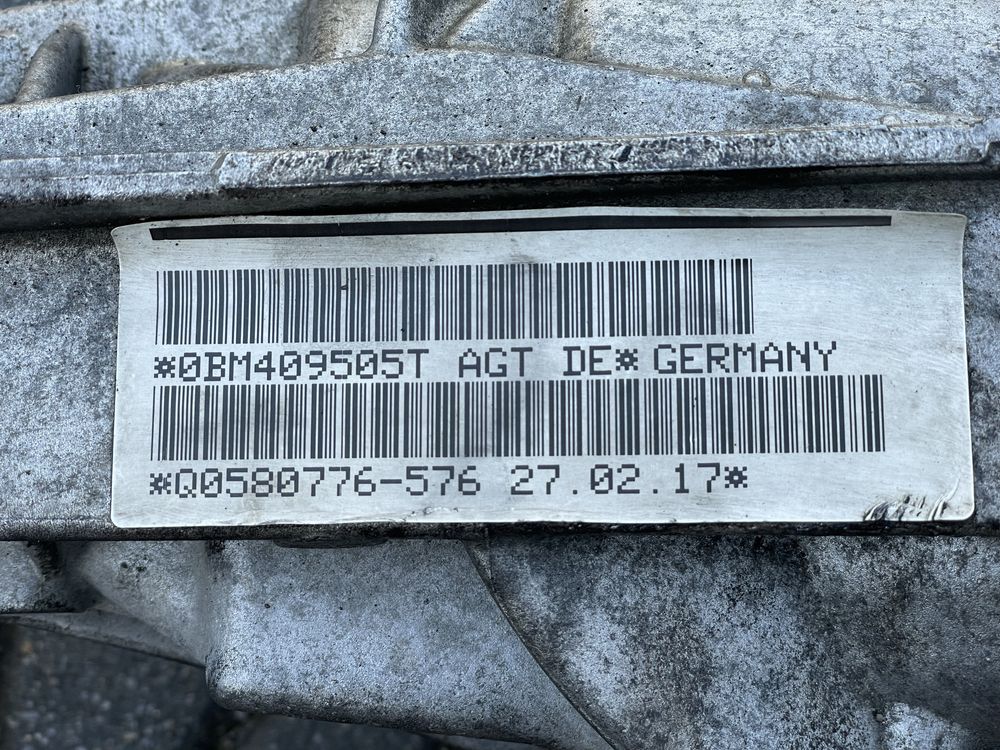 *0BM409505T AGT DE* GERMANY
*Q0580776-576 27.02.17*